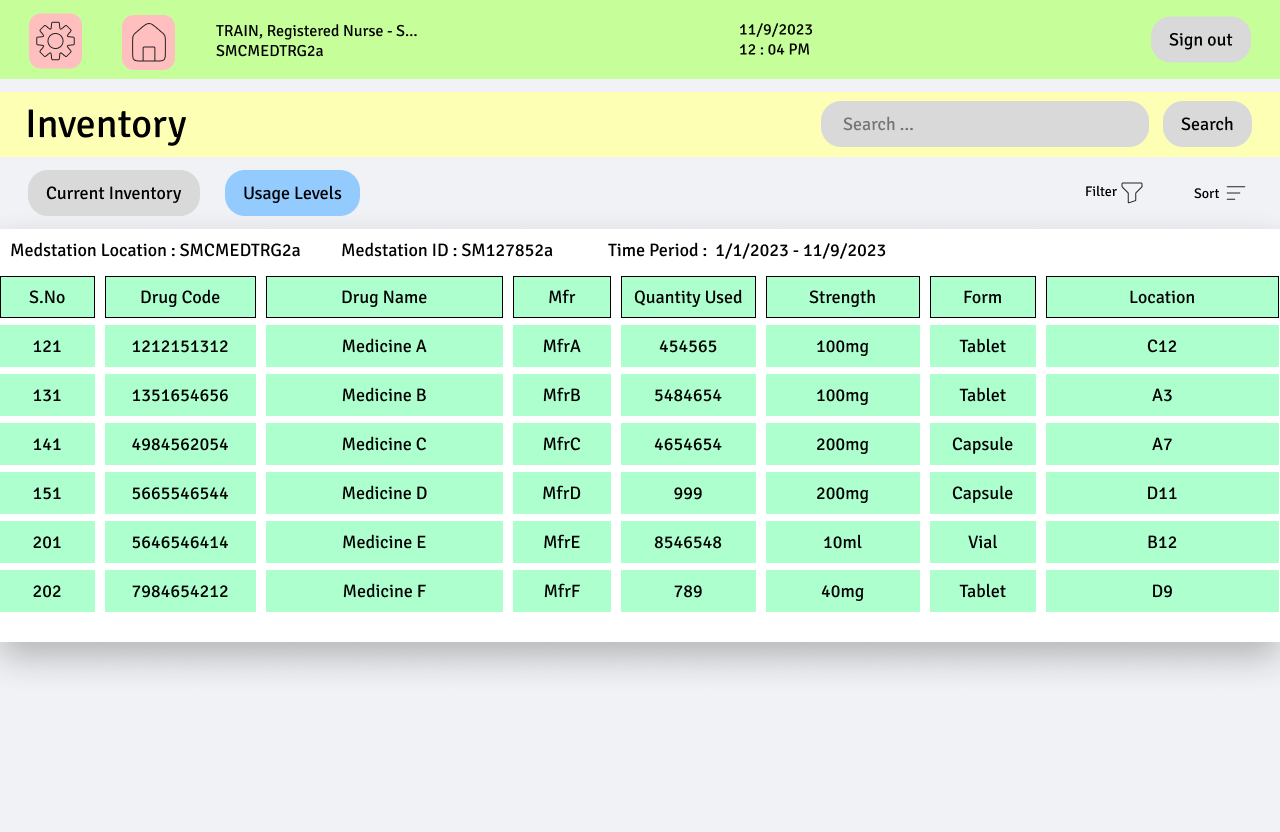 TRAIN, Registered Nurse - S...
SMCMEDTRG2a
11/9/2023
12 : 04 PM
Sign out
Inventory
Search ...
Search
Current Inventory
Usage Levels
Filter
Sort
Medstation Location : SMCMEDTRG2a
Medstation ID : SM127852a
Time Period : 1/1/2023 - 11/9/2023
S.No Drug Code Drug Name Mfr Quantity Used Strength Form Location
121 1212151312 Medicine A MfrA 454565 100mg Tablet C12
131 1351654656 Medicine B MfrB 5484654 100mg Tablet A3
141 4984562054 Medicine C MfrC 4654654 200mg Capsule A7
151 5665546544 Medicine D MfrD 999 200mg Capsule D11
201 5646546414 Medicine E MfrE 8546548 10ml Vial B12
202 7984654212 Medicine F MfrF 789 40mg Tablet D9